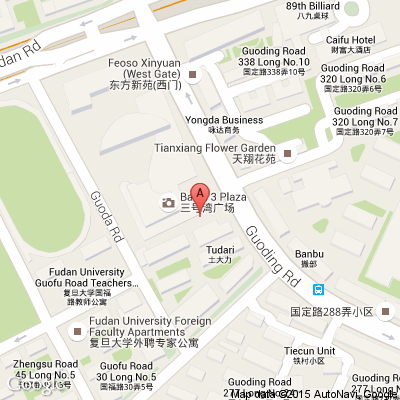 89th Billiard
八九桌球
dan Rd
Caifu Hotel
财富大酒店
Guoding Road
338 Long No.10
国定路338弄10号
Feoso Xinyuan
(West Gate)
东方新苑(西门)
Guoding Road
320 Long No.6
国定路320弄6号
Guoding Road
320 Long No.7
国定路320弄7号
Yongda Business
咏达商务
Tianxiang Flower Garden
天翔花苑
Plaza
三号湾广场
A
Guoda Rd
Guoding Rd
Tudari
土大力
Banbu
搬部
Fudan University
Guofu Road Teachers...
复旦大学国福
路教师公寓
国定路288弄小区
Fudan University Foreign
Faculty Apartments
复旦大学外聘专家公寓
Tiecun Unit
铁村小区
Zhengsu Road
45 Long No.5
Guofu Road
30 Long No.5
国福路30弄5号
Guoding Road
277 Long No
Guoding Road
277 Long
Map data ©2015 AutoNavi, Google